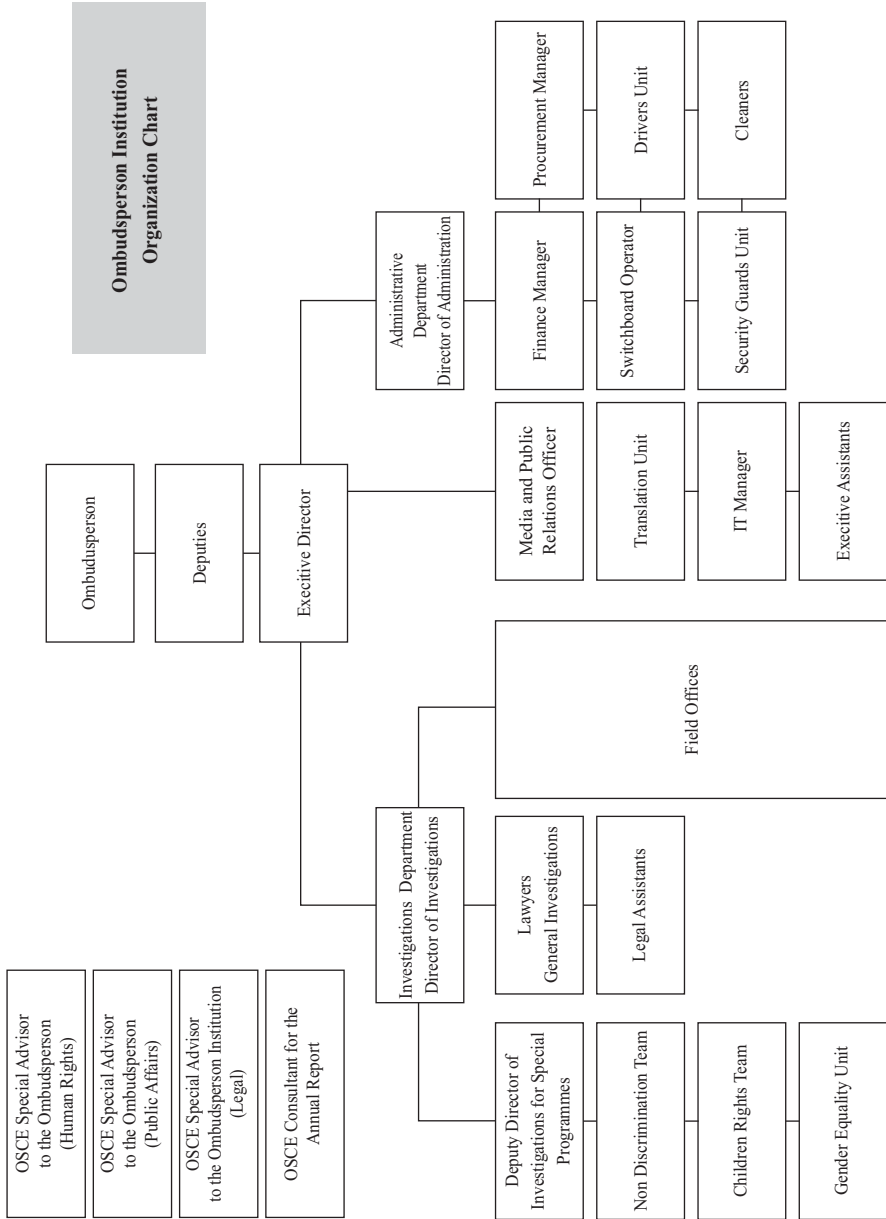 Ombudsperson Institution
Organization Chart
OSCE Special Advisor
to the Ombudsperson
(Human Rights)
OSCE Special Advisor
to the Ombudsperson
(Public Affairs)
OSCE Special Advisor
to the Ombudsperson Institution
(Legal)
OSCE Consultant for the
Annual Report
Ombudusperson
Deputies
Execitive Director
Investigations Department
Director of Investigations
Administrative
Department
Director of Administration
Deputy Director of
Investigations for Special
Programmes
Non Discrimination Team
Children Rights Team
Gender Equality Unit
Lawyers
General Investigations
Legal Assistants
Field Offices
Media and Public
Relations Officer
Translation Unit
IT Manager
Execitive Assistants
Finance Manager
Switchboard Operator
Security Guards Unit
Procurement Manager
Drivers Unit
Cleaners